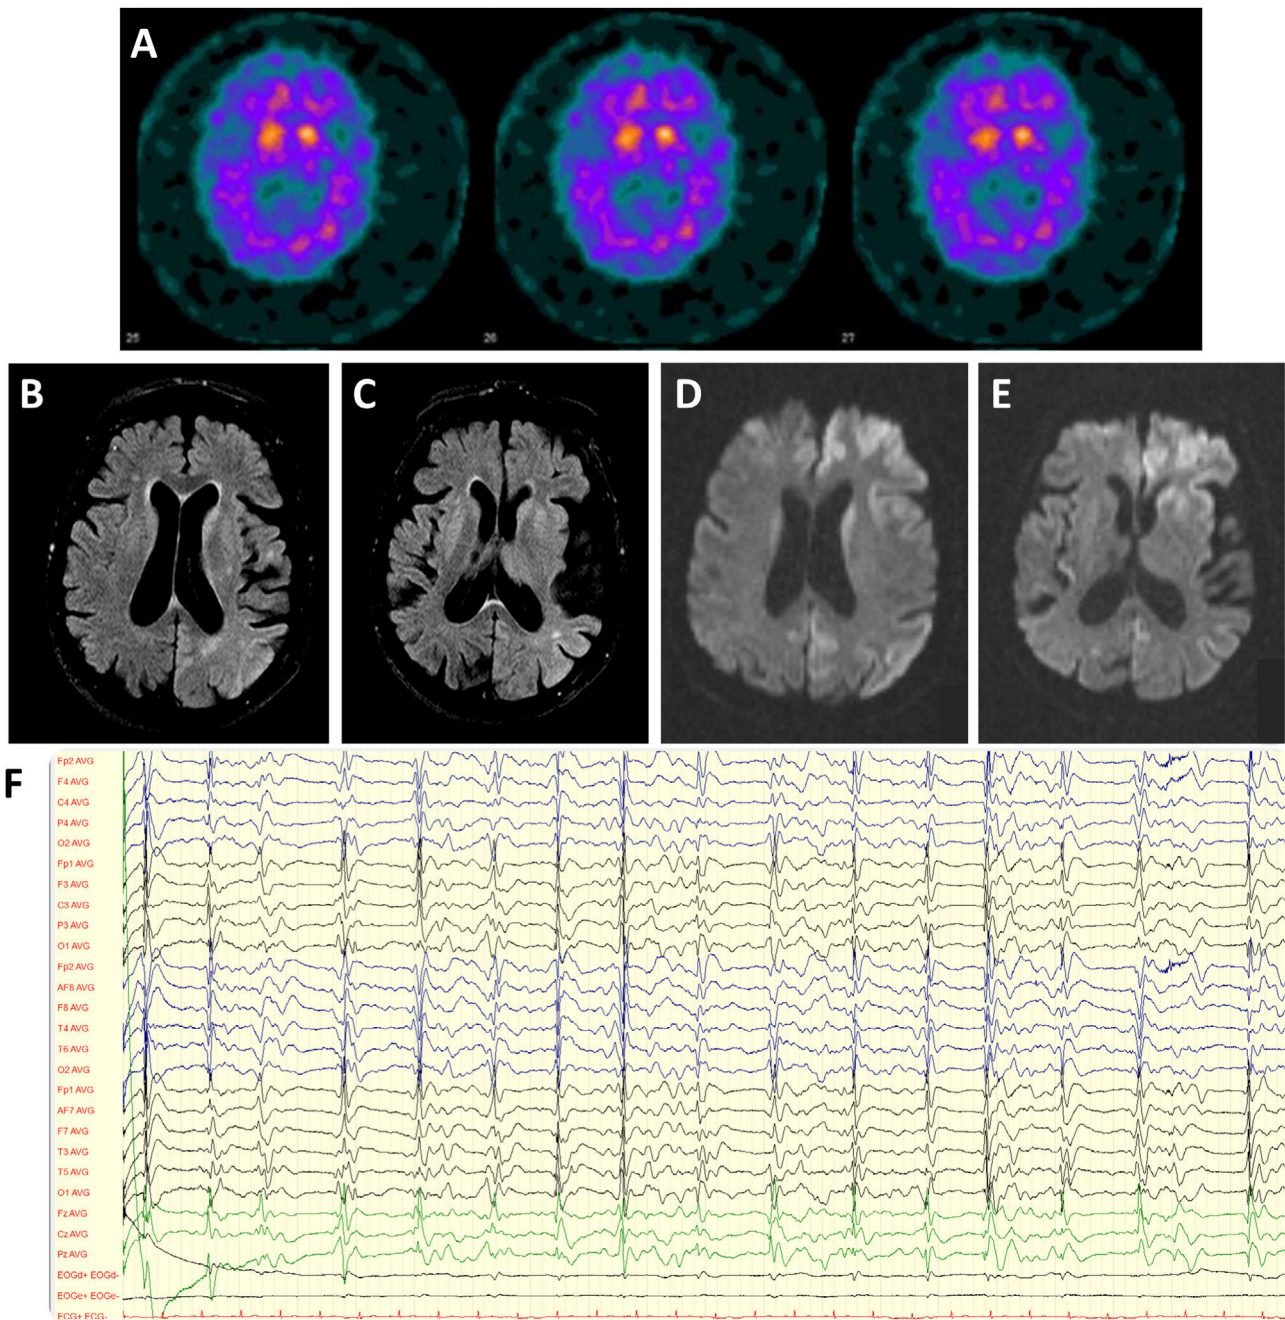 A
25
26
27
B
C
D
E
F
Fp2 AVG
F4 AVG
C4 AVG
P4 AVG
O2 AVG
Fp1 AVG
F3 AVG
C3 AVG
P3 AVG
O1 AVG
Fp2 AVG
AF8 AVG
F8 AVG
T4 AVG
T6 AVG
O2 AVG
Fp1 AVG
AF7 AVG
F7 AVG
T3 AVG
T5 AVG
O1 AVG
Fz AVG
Cz AVG
Pz AVG
EOGd+ EOGd-
EOGe+ EOGe-
ECG+ ECG-